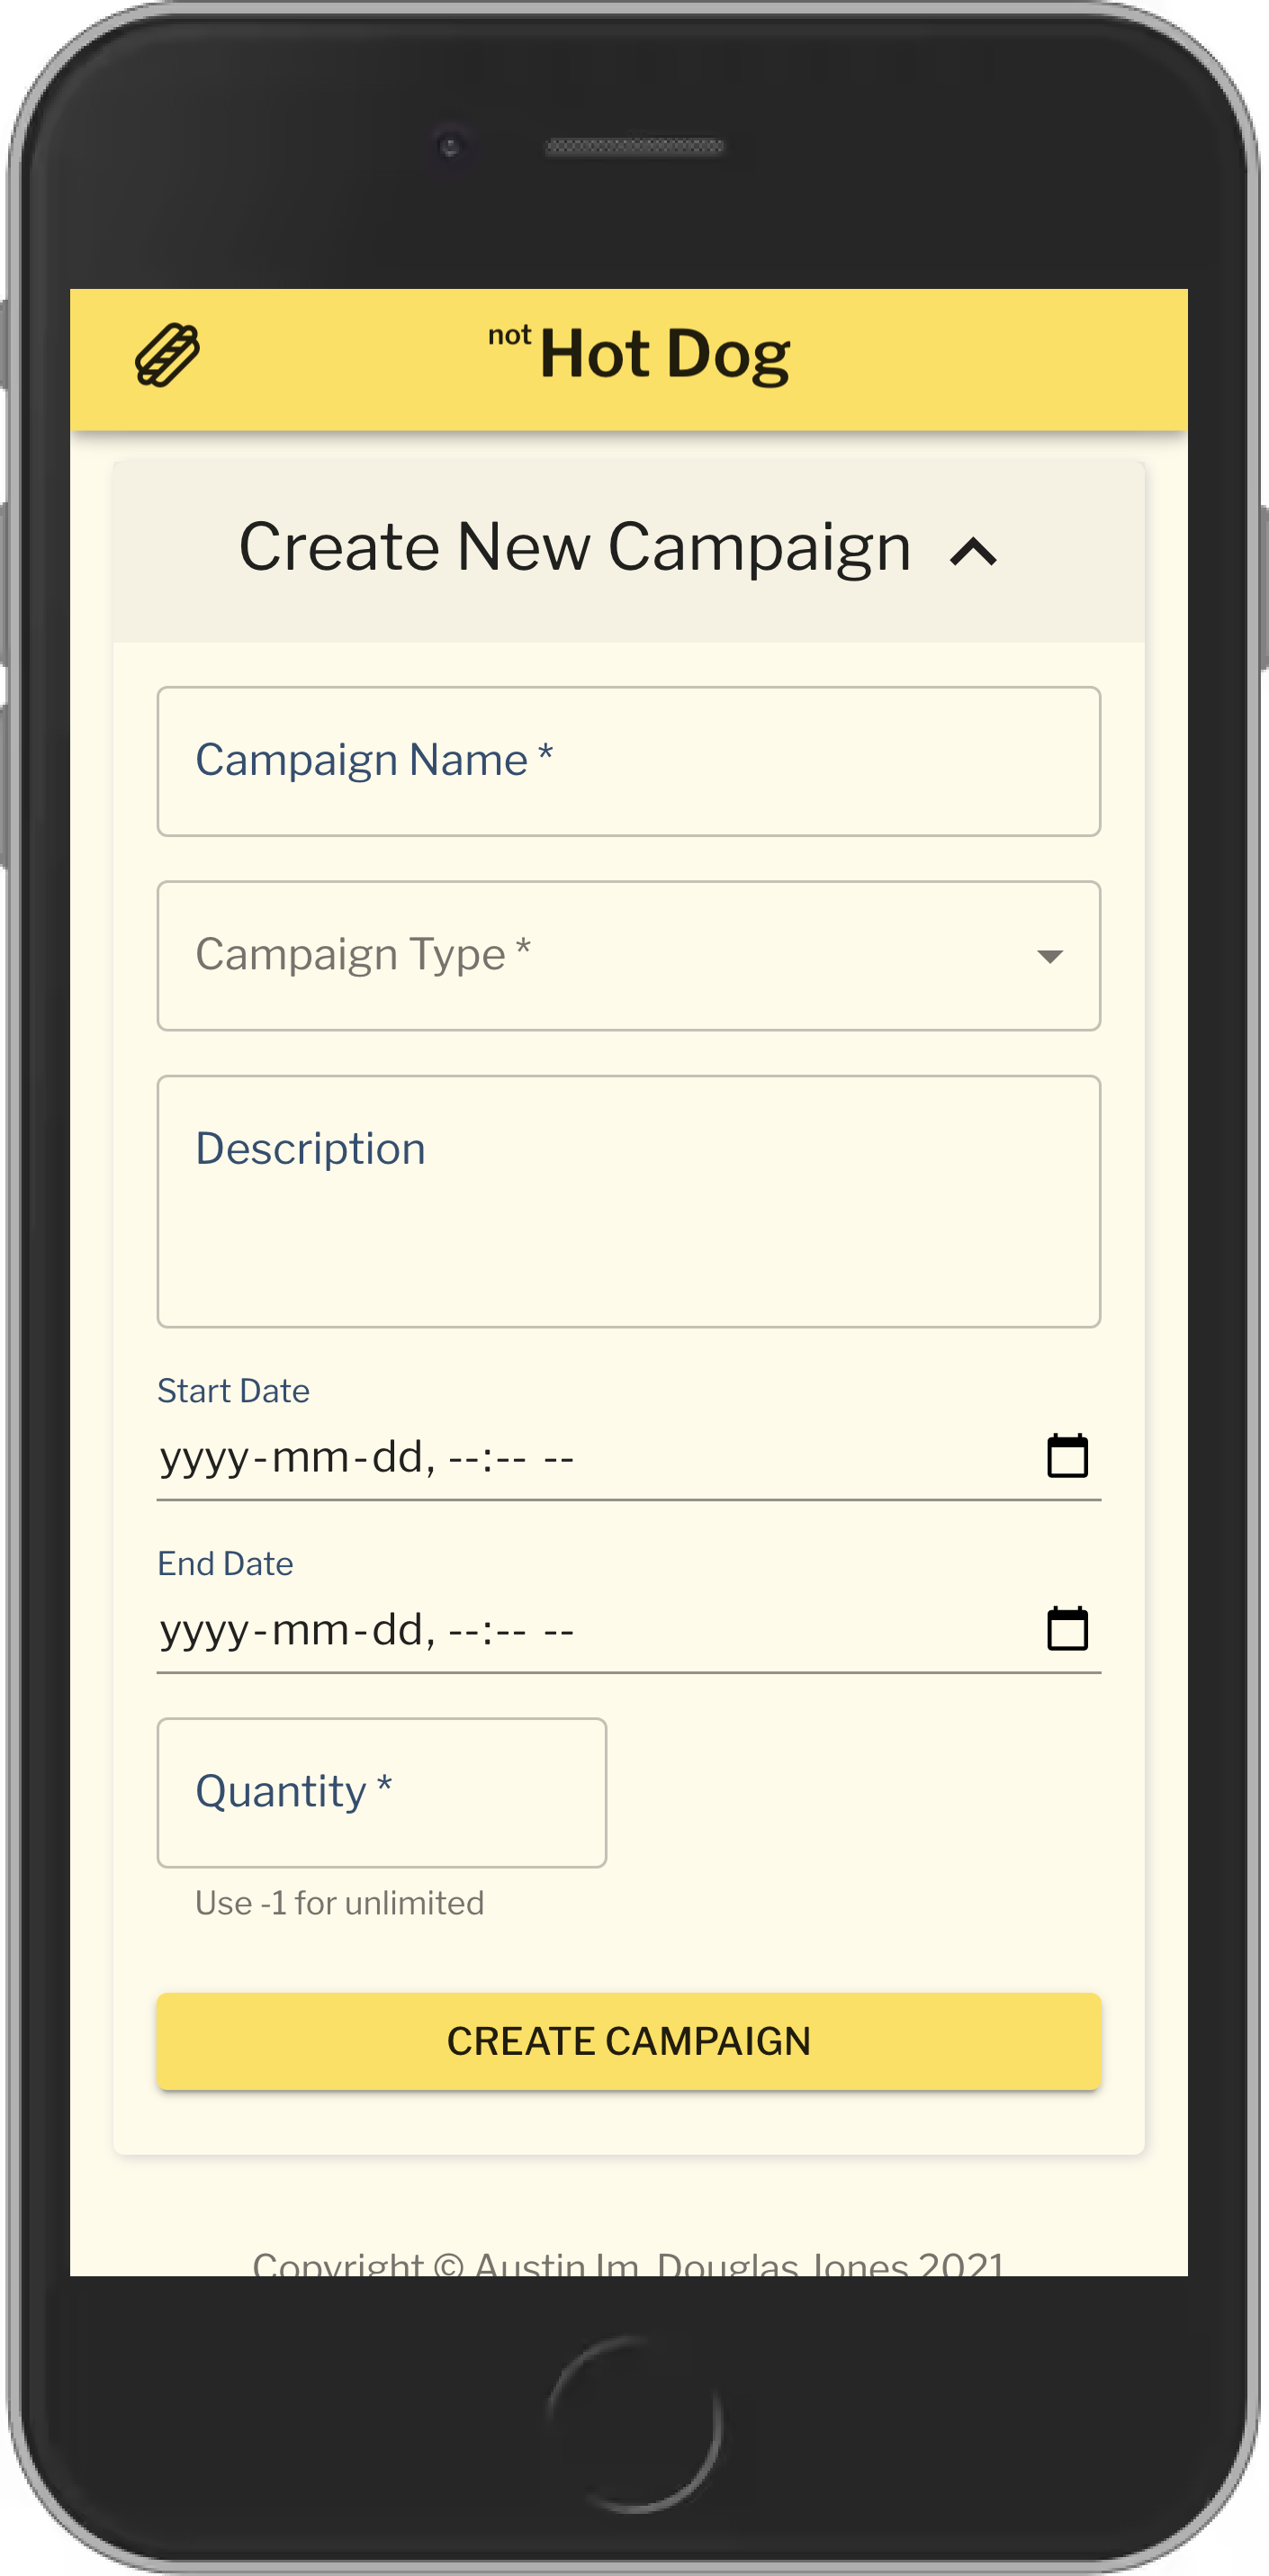 not Hot Dog
Create New Campaign
Campaign Name *
Campaign Type *
Description
Start Date
yyyy-mm-dd, --:-- --
End Date
yyyy-mm-dd, --:-- --
Quantity *
Use -1 for unlimited
CREATE CAMPAIGN
Copyright © Austin Im, Douglas Jones 2021